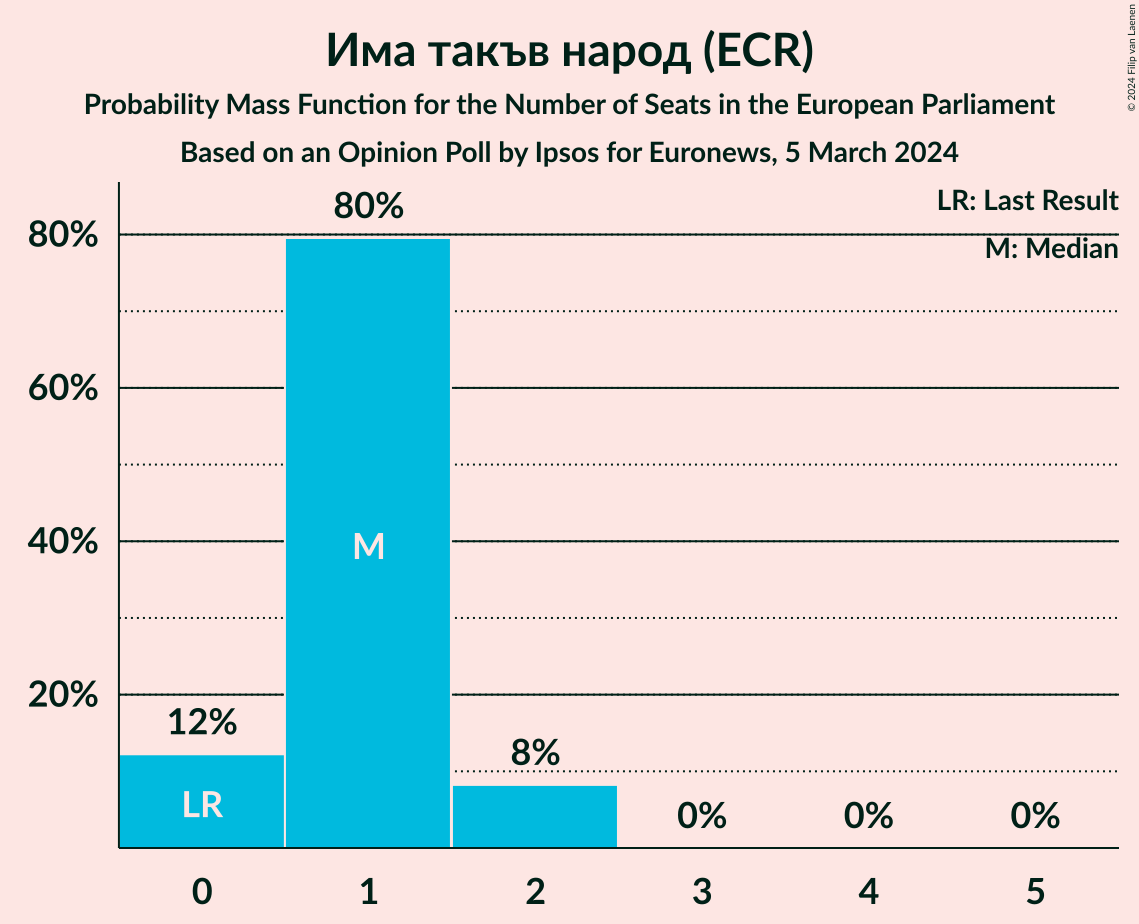 Има такъв народ (ECR)
Probability Mass Function for the Number of Seats in the European Parliament
Based on an Opinion Poll by Ipsos for Euronews, 5 March 2024
© 2024 Filip van Laenen
LR: Last Result
M: Median
80%
60%
40%
20%
12%
80%
8%
0%
0%
0%
LR
M
0
1
2
3
4
5